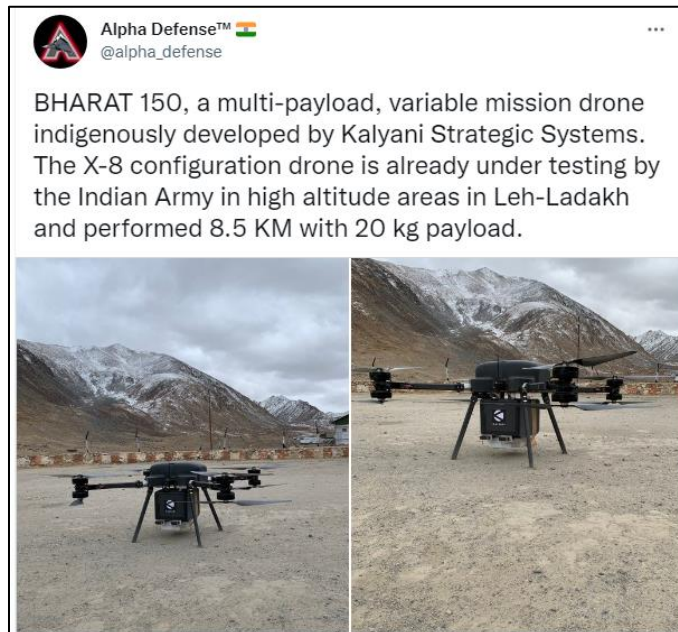 Alpha Defense™ 🇮🇳
@alpha_defense
BHARAT 150, a multi-payload, variable mission drone
indigenously developed by Kalyani Strategic Systems.
The X-8 configuration drone is already under testing by
the Indian Army in high altitude areas in Leh-Ladakh
and performed 8.5 KM with 20 kg payload.